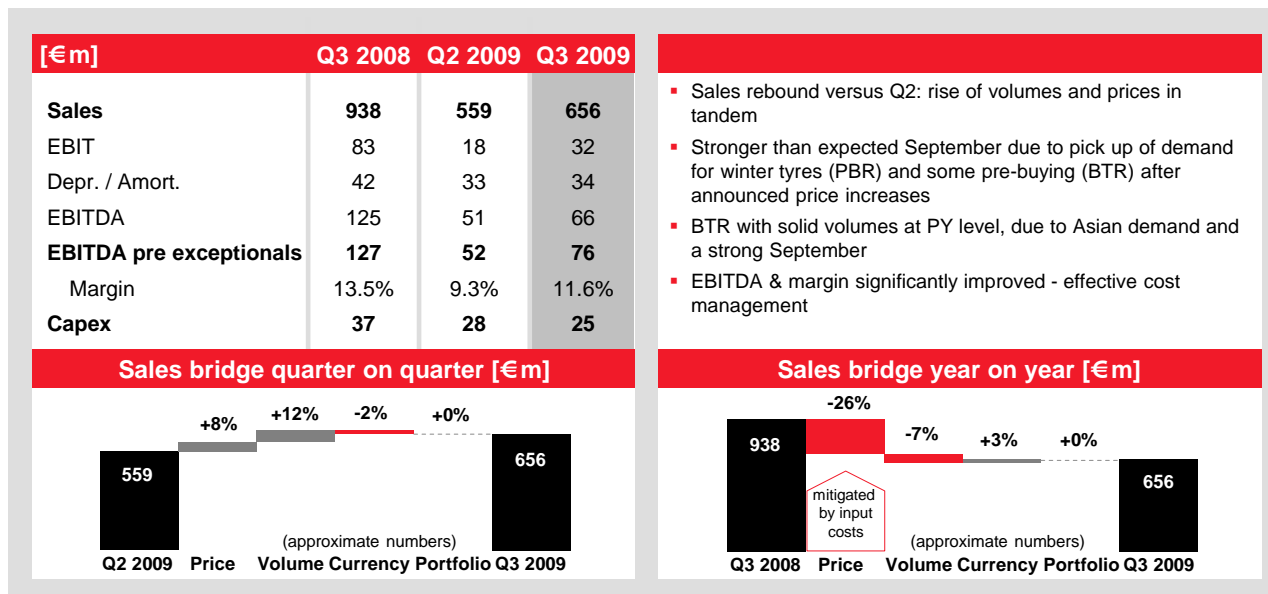 [€m] Q3 2008 Q2 2009 Q3 2009
Sales 938 559 656
EBIT 83 18 32
Depr. / Amort. 42 33 34
EBITDA 125 51 66
EBITDA pre exceptionals 127 52 76
Margin 13.5% 9.3% 11.6%
Capex 37 28 25
▪ Sales rebound versus Q2: rise of volumes and prices in
tandem
▪ Stronger than expected September due to pick up of demand
for winter tyres (PBR) and some pre-buying (BTR) after
announced price increases
▪ BTR with solid volumes at PY level, due to Asian demand and
a strong September
▪ EBITDA & margin significantly improved - effective cost
management
Sales bridge quarter on quarter [€m]
+8% +12% -2% +0%
559 656
(approximate numbers)
Q2 2009 Price Volume Currency Portfolio Q3 2009
Sales bridge year on year [€m]
-26%
-7% +3% +0%
938 656
mitigated
by input
costs
(approximate numbers)
Q3 2008 Price Volume Currency Portfolio Q3 2009